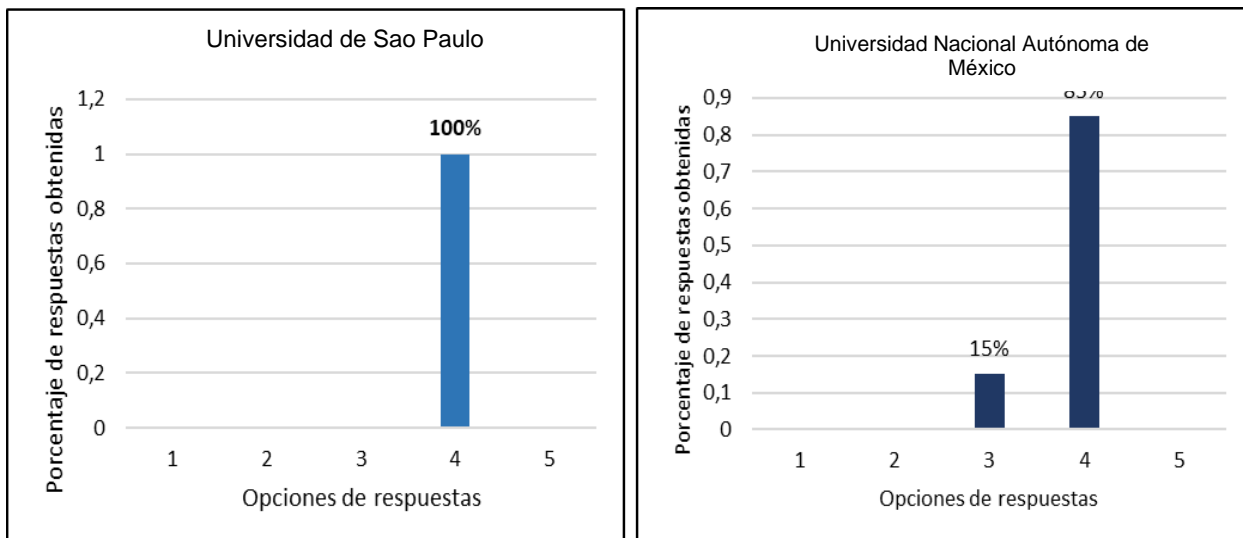 Universidad de Sao Paulo
Porcentaje de respuestas obtenidas
1,2
1
0,8
0,6
0,4
0,2
0
100%
1 2 3 4 5
Opciones de respuestas
Universidad Nacional Autónoma de
México
Porcentaje de respuestas obtenidas
0,9
0,8
0,7
0,6
0,5
0,4
0,3
0,2
0,1
0
15%
85%
1 2 3 4 5
Opciones de respuestas